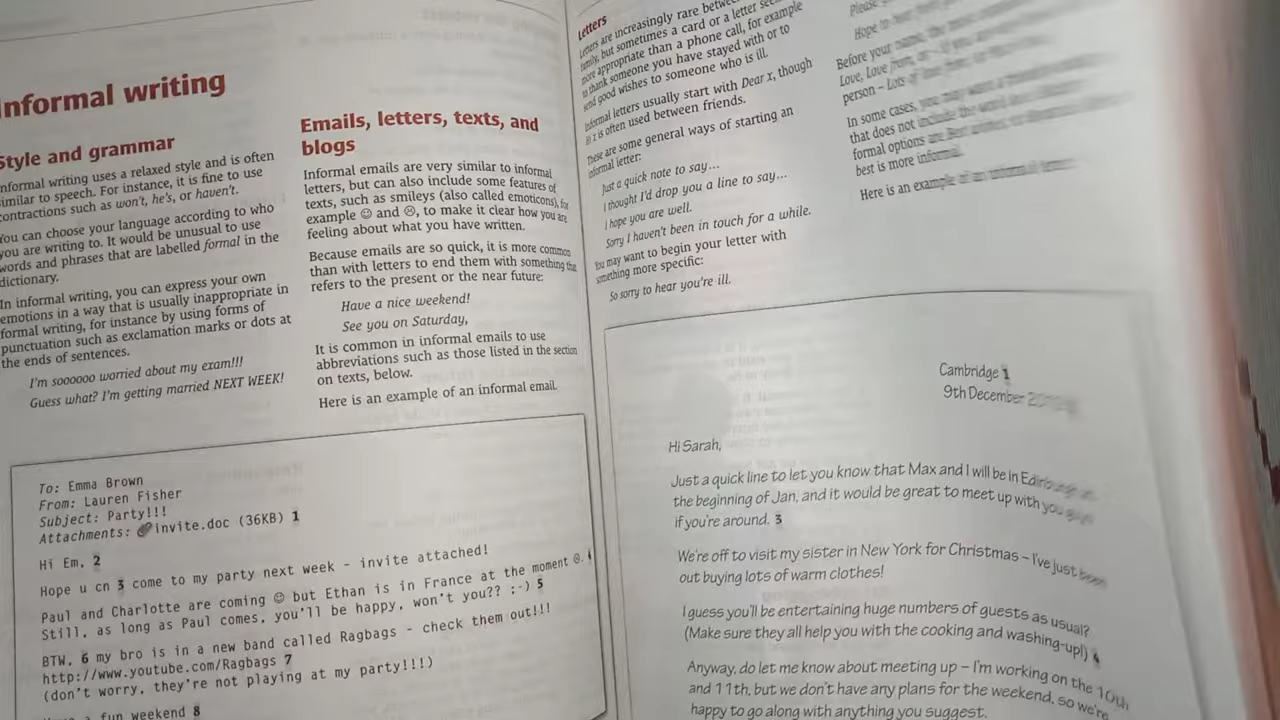 Informal writing
Style and grammar
Informal writing uses a relaxed style and is often
similar to speech. For instance, it is fine to use
contractions such as won't, he's, or haven't.
You can choose your language according to who
you are writing to. It would be unusual to use
words and phrases that are labelled formal in the
dictionary.
In informal writing, you can express your own
emotions in a way that is usually inappropriate in
formal writing, for instance by using forms of
punctuation such as exclamation marks or dots at
the ends of sentences.
I'm soooooo worried about my exam!!!
Guess what? I'm getting married NEXT WEEK!
Emails, letters, texts, and
blogs
Informal emails are very similar to informal
letters, but can also include some features of
texts, such as smileys (also called emoticons), for
example ☺ and ☹, to make it clear how you are
feeling about what you have written.
Because emails are so quick, it is more common
than with letters to end them with something that
refers to the present or the near future:
Have a nice weekend!
See you on Saturday,
It is common in informal emails to use
abbreviations such as those listed in the section
on texts, below.
Here is an example of an informal email.
To: Emma Brown
From: Lauren Fisher
Subject: Party!!!
Attachments: invite.doc (36KB) 1
Hi Em, 2
Hope u cn 3 come to my party next week - invite attached!
Paul and Charlotte are coming ☺ but Ethan is in France at the moment ☹. 4
Still, as long as Paul comes, you'll be happy, won't you?? ;-) 5
BTW, 6 my bro is in a new band called Ragbags - check them out!!!
http://www.youtube.com/Ragbags 7
(don't worry, they're not playing at my party!!!)
a fun weekend 8
Letters
Letters are increasingly rare
family, but sometimes a card or a letter
more appropriate than a phone call, for example
to thank someone you have stayed with or to
send good wishes to someone who is ill.
Informal letters usually start with Dear x, though
Hi x is often used between friends.
These are some general ways of starting an
informal letter:
Just a quick note to say...
I thought I'd drop you a line to say...
I hope you are well.
Sorry I haven't been in touch for a while.
You may want to begin your letter with
something more specific:
So sorry to hear you're ill.
Please
Hope to
Before your name, the most
Love, Love from, or
person – Lots of
In some cases, you may want a
that does not include the word
formal options are Best wishes
best is more informal.
Here is an example of an informal letter.
Cambridge 1
9th December
Hi Sarah,
Just a quick line to let you know that Max and I will be in Edinburgh at
the beginning of Jan, and it would be great to meet up with you guys
if you're around. 3
We're off to visit my sister in New York for Christmas – I've just been
out buying lots of warm clothes!
I guess you'll be entertaining huge numbers of guests as usual?
(Make sure they all help you with the cooking and washing-up!) 4
Anyway, do let me know about meeting up – I'm working on the 10th
and 11th, but we don't have any plans for the weekend, so we're
happy to go along with anything you suggest.